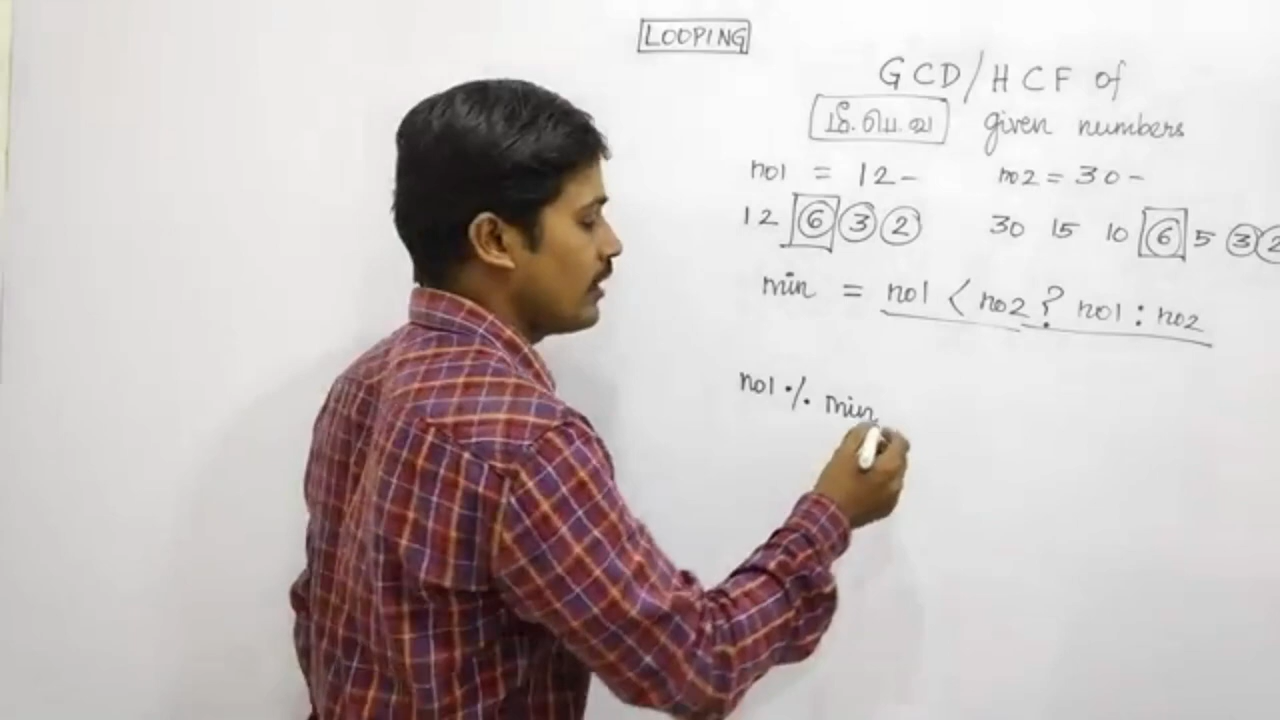 LOOPING
GCD/HCF of
மீ.பெ.வ given numbers
no1 = 12- no2 = 30-
12 6 3 2 30 15 10 6 5 3 2
min = no1 < no2 ? no1 : no2
no1 % min